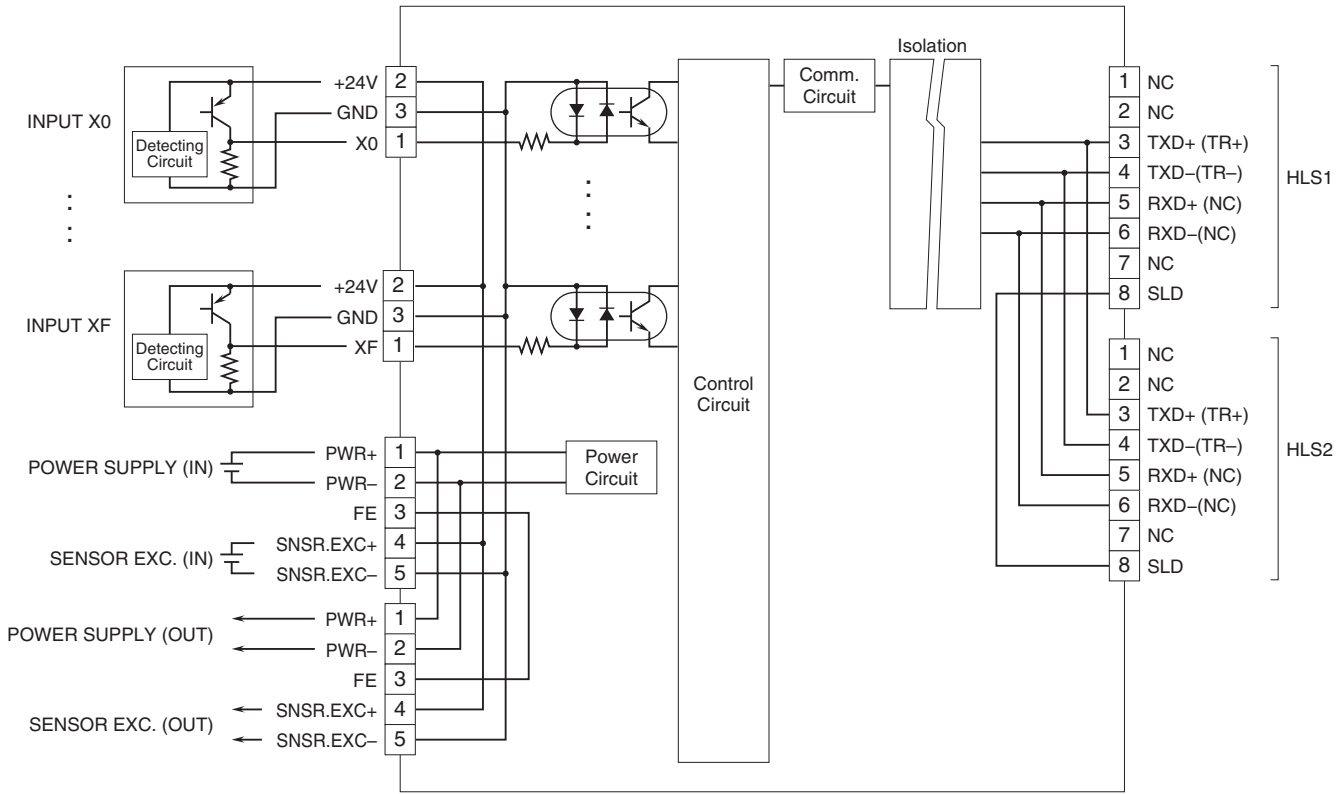 INPUT X0
Detecting
Circuit
+24V 2
GND 3
X0 1
INPUT XF
Detecting
Circuit
+24V 2
GND 3
XF 1
POWER SUPPLY (IN)
PWR+ 1
PWR– 2
FE 3
SENSOR EXC. (IN)
SNSR.EXC+ 4
SNSR.EXC– 5
POWER SUPPLY (OUT)
PWR+ 1
PWR– 2
FE 3
SENSOR EXC. (OUT)
SNSR.EXC+ 4
SNSR.EXC– 5
Power
Circuit
Control
Circuit
Comm.
Circuit
Isolation
1 NC
2 NC
3 TXD+ (TR+)
4 TXD–(TR–)
5 RXD+ (NC)
6 RXD–(NC)
7 NC
8 SLD
HLS1
1 NC
2 NC
3 TXD+ (TR+)
4 TXD–(TR–)
5 RXD+ (NC)
6 RXD–(NC)
7 NC
8 SLD
HLS2